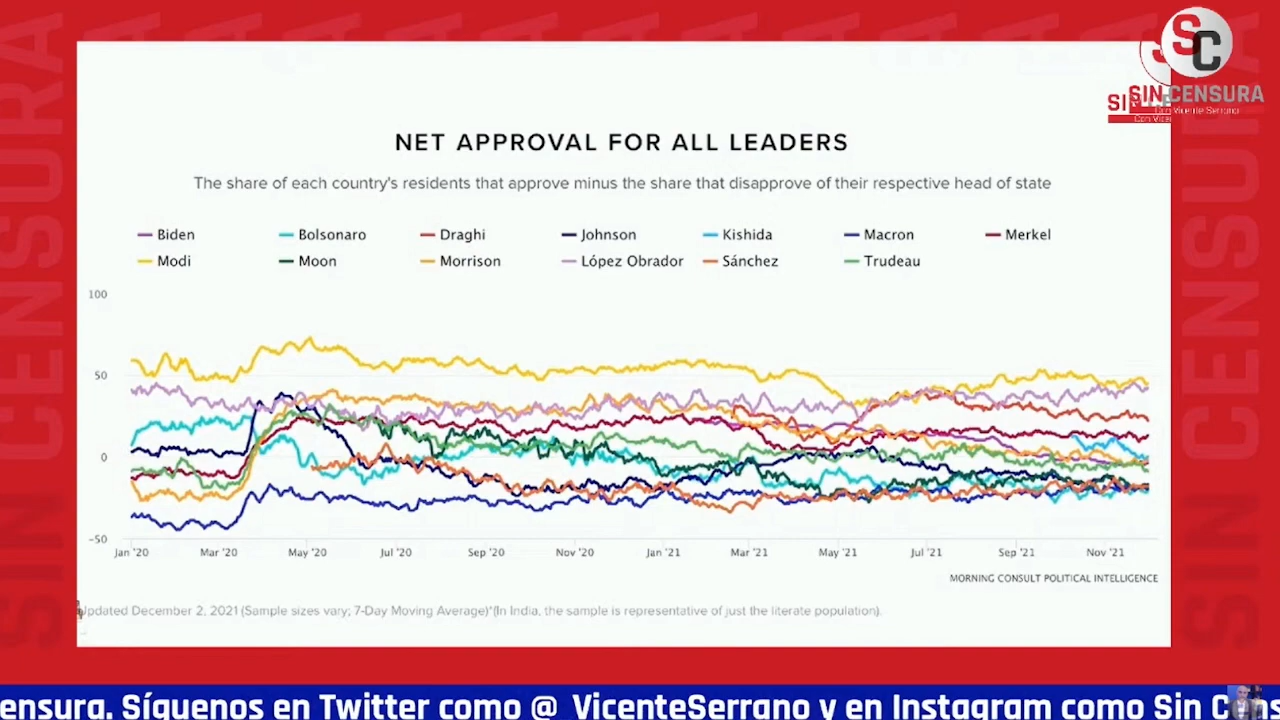 SC
SIN CENSURA
Con Vicente Serrano
NET APPROVAL FOR ALL LEADERS
The share of each country's residents that approve minus the share that disapprove of their respective head of state
Biden Bolsonaro Draghi Johnson Kishida Macron Merkel
Modi Moon Morrison López Obrador Sánchez Trudeau
100
50
0
-50
Jan '20 Mar '20 May '20 Jul '20 Sep '20 Nov '20 Jan '21 Mar '21 May '21 Jul '21 Sep '21 Nov '21
MORNING CONSULT POLITICAL INTELLIGENCE
Updated December 2, 2021 (Sample sizes vary; 7-Day Moving Average)*(In India, the sample is representative of just the literate population).
ensura. Síguenos en Twitter como @_VicenteSerrano y en Instagram como Sin